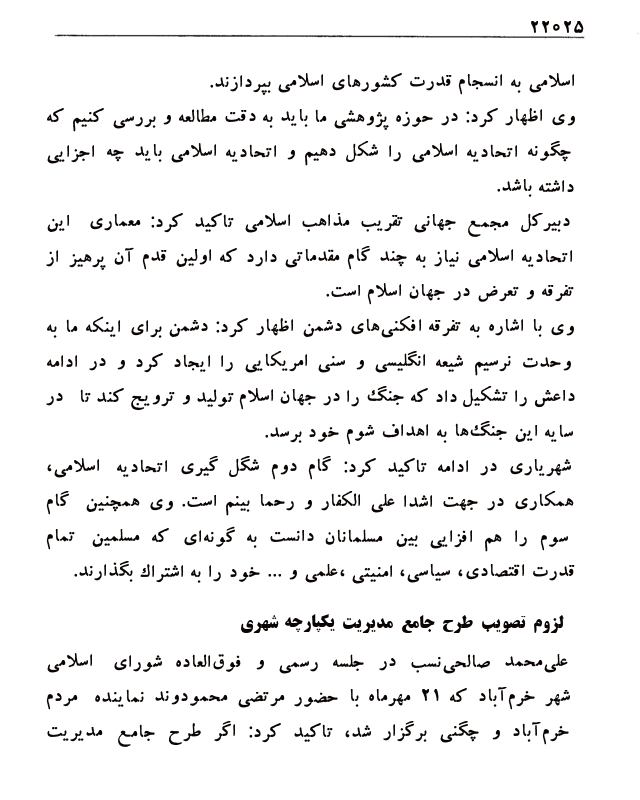 ۲۲۰۲۵
اسلامی به انسجام قدرت کشورهای اسلامی بپردازند.
وی اظهار کرد: در حوزه پژوهشی ما باید به دقت مطالعه و بررسی کنیم که
چگونه اتحادیه اسلامی را شکل دهیم و اتحادیه اسلامی باید چه اجزایی
داشته باشد.
دبیرکل مجمع جهانی تقریب مذاهب اسلامی تاکید کرد: معماری این
اتحادیه اسلامی نیاز به چند گام مقدماتی دارد که اولین قدم آن پرهیز از
تفرقه و تعرض در جهان اسلام است.
وی با اشاره به تفرقه افکنی‌های دشمن اظهار کرد: دشمن برای اینکه ما به
وحدت نرسیم شیعه انگلیسی و سنی امریکایی را ایجاد کرد و در ادامه
داعش را تشکیل داد که جنگ را در جهان اسلام تولید و ترویج کند تا در
سایه این جنگ‌ها به اهداف شوم خود برسد.
شهریاری در ادامه تاکید کرد: گام دوم شگل گیری اتحادیه اسلامی،
همکاری در جهت اشدا علی الکفار و رحما بینم است. وی همچنین گام
سوم را هم افزایی بین مسلمانان دانست به گونه‌ای که مسلمین تمام
قدرت اقتصادی، سیاسی، امنیتی ،علمی و ... خود را به اشتراك بگذارند.
لزوم تصویب طرح جامع مدیریت یکپارچه شهری
علی‌محمد صالحی‌نسب در جلسه رسمی و فوق‌العاده شورای اسلامی
شهر خرم‌آباد که ۲۱ مهرماه با حضور مرتضی محمودوند نماینده مردم
خرم‌آباد و چگنی برگزار شد، تاکید کرد: اگر طرح جامع مدیریت